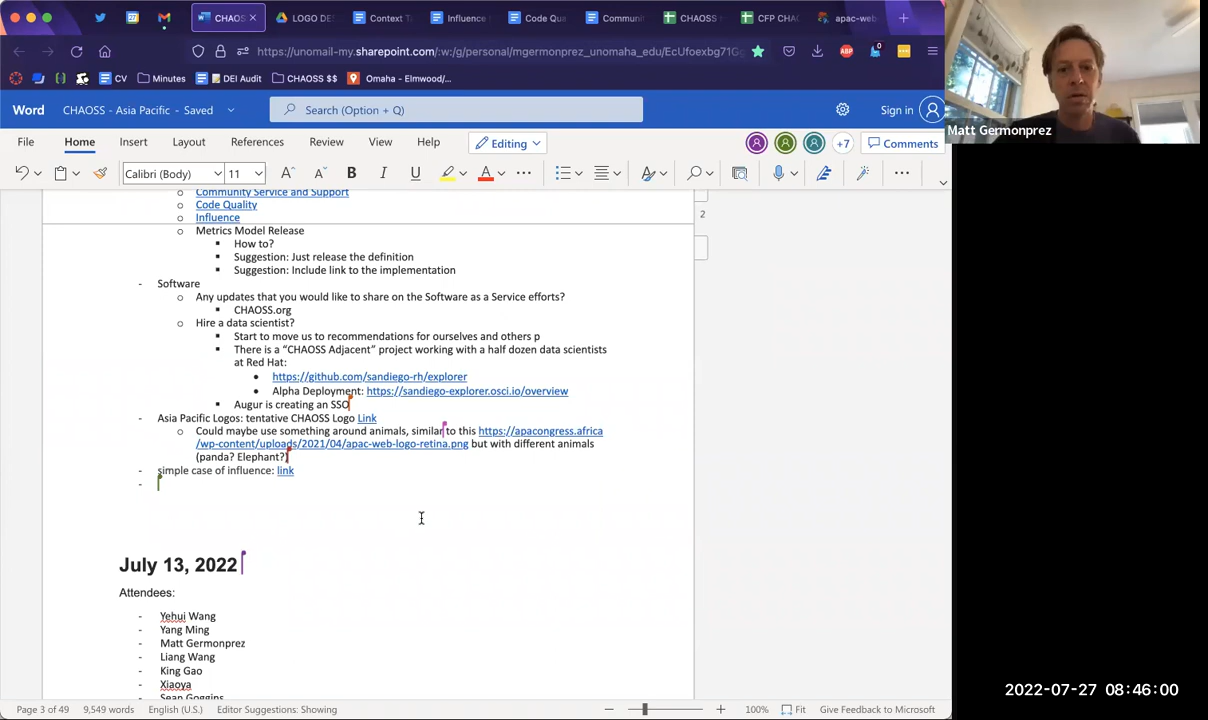 CHAOS
LOGO DE
Context Ta
Influence
Code Qua
Communi
CHAOSS
CFP CHAO
apac-web-
https://unomail-my.sharepoint.com/:w:/g/personal/mgermonprez_unomaha_edu/EcUfoexbg71G
CV
Minutes
DEI Audit
CHAOSS $$
Omaha - Elmwood/...
Matt Germonprez
Word
CHAOSS - Asia Pacific - Saved
Search (Option + Q)
Sign in
File
Home
Insert
Layout
References
Review
View
Help
Editing
+7
Comments
Calibri (Body)
11
Community Service and Support
Code Quality
Influence
2
Metrics Model Release
How to?
Suggestion: Just release the definition
Suggestion: Include link to the implementation
- Software
Any updates that you would like to share on the Software as a Service efforts?
CHAOSS.org
Hire a data scientist?
Start to move us to recommendations for ourselves and others p
There is a “CHAOSS Adjacent” project working with a half dozen data scientists
at Red Hat:
https://github.com/sandiego-rh/explorer
Alpha Deployment: https://sandiego-explorer.osci.io/overview
Augur is creating an SSO
- Asia Pacific Logos: tentative CHAOSS Logo Link
Could maybe use something around animals, similar to this https://apacongress.africa
/wp-content/uploads/2021/04/apac-web-logo-retina.png but with different animals
(panda? Elephant?)
- simple case of influence: link
-
July 13, 2022
Attendees:
- Yehui Wang
- Yang Ming
- Matt Germonprez
- Liang Wang
- King Gao
- Xiaoya
- Sean Goggins
Page 3 of 49
9,549 words
English (U.S.)
Editor Suggestions: Showing
100%
Fit
Give Feedback to Microsoft
2022-07-27 08:46:00